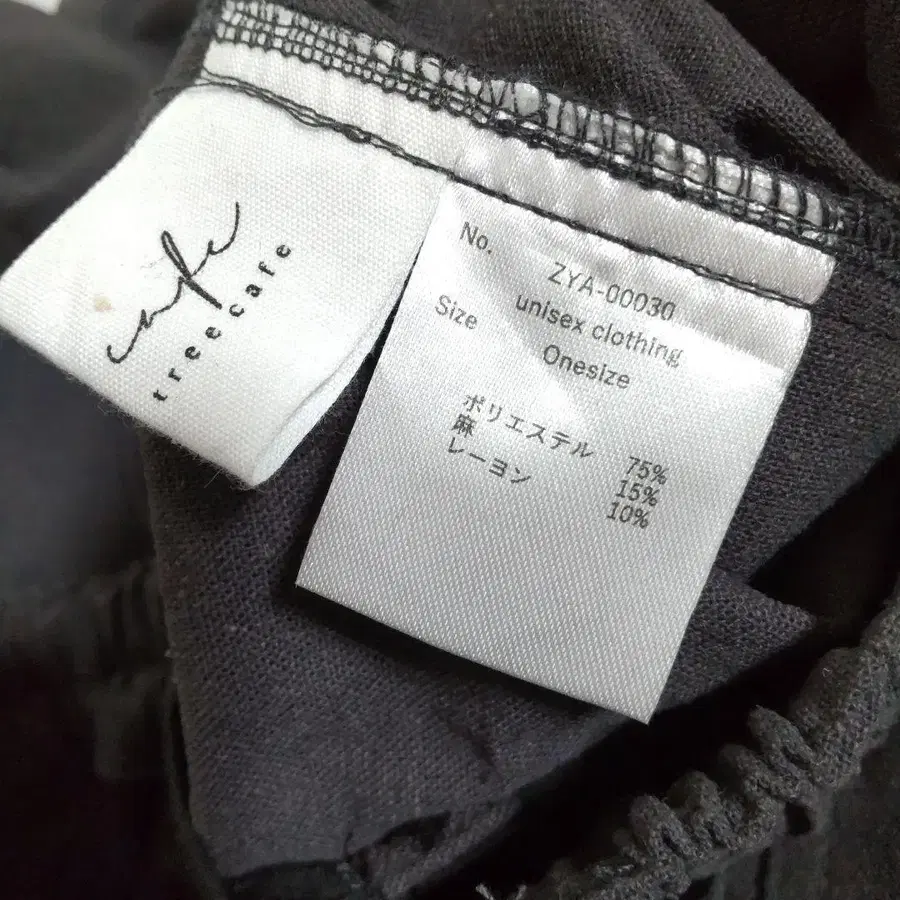 cafe
treecafe
No. ZYA-00030
unisex clothing
Size Onesize
ポリエステル 75%
麻 15%
レーヨン 10%